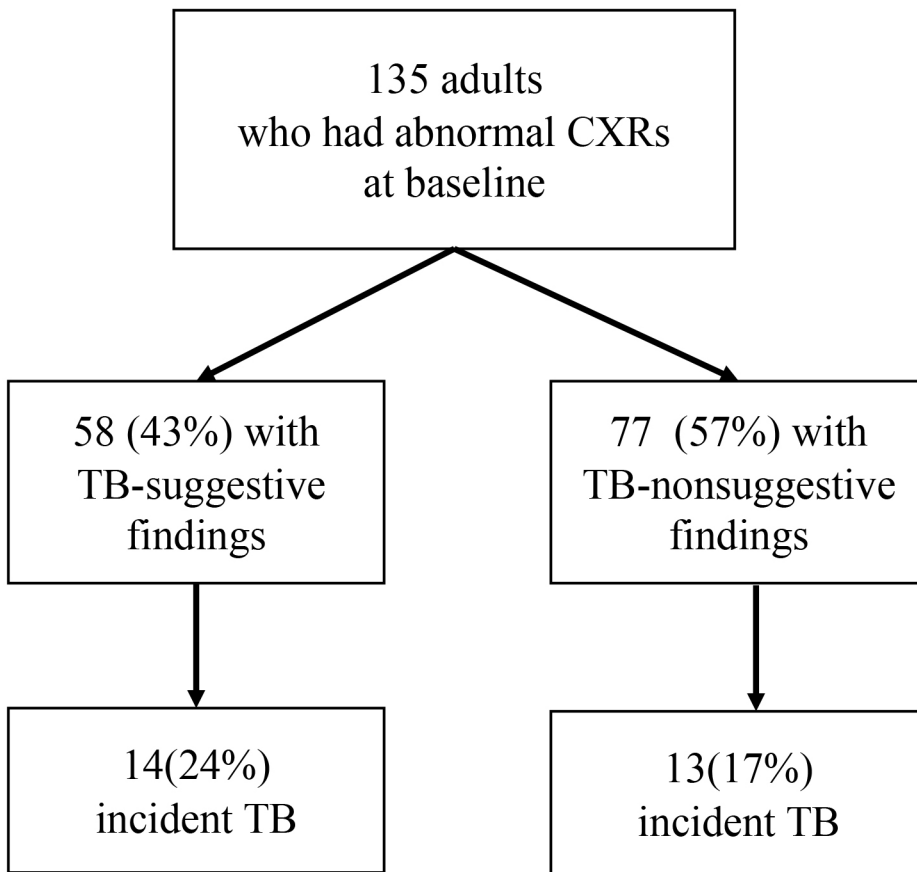 135 adults
who had abnormal CXRs
at baseline
58 (43%) with
TB-suggestive
findings
77  (57%) with
TB-nonsuggestive
findings
14(24%)
incident TB
13(17%)
incident TB